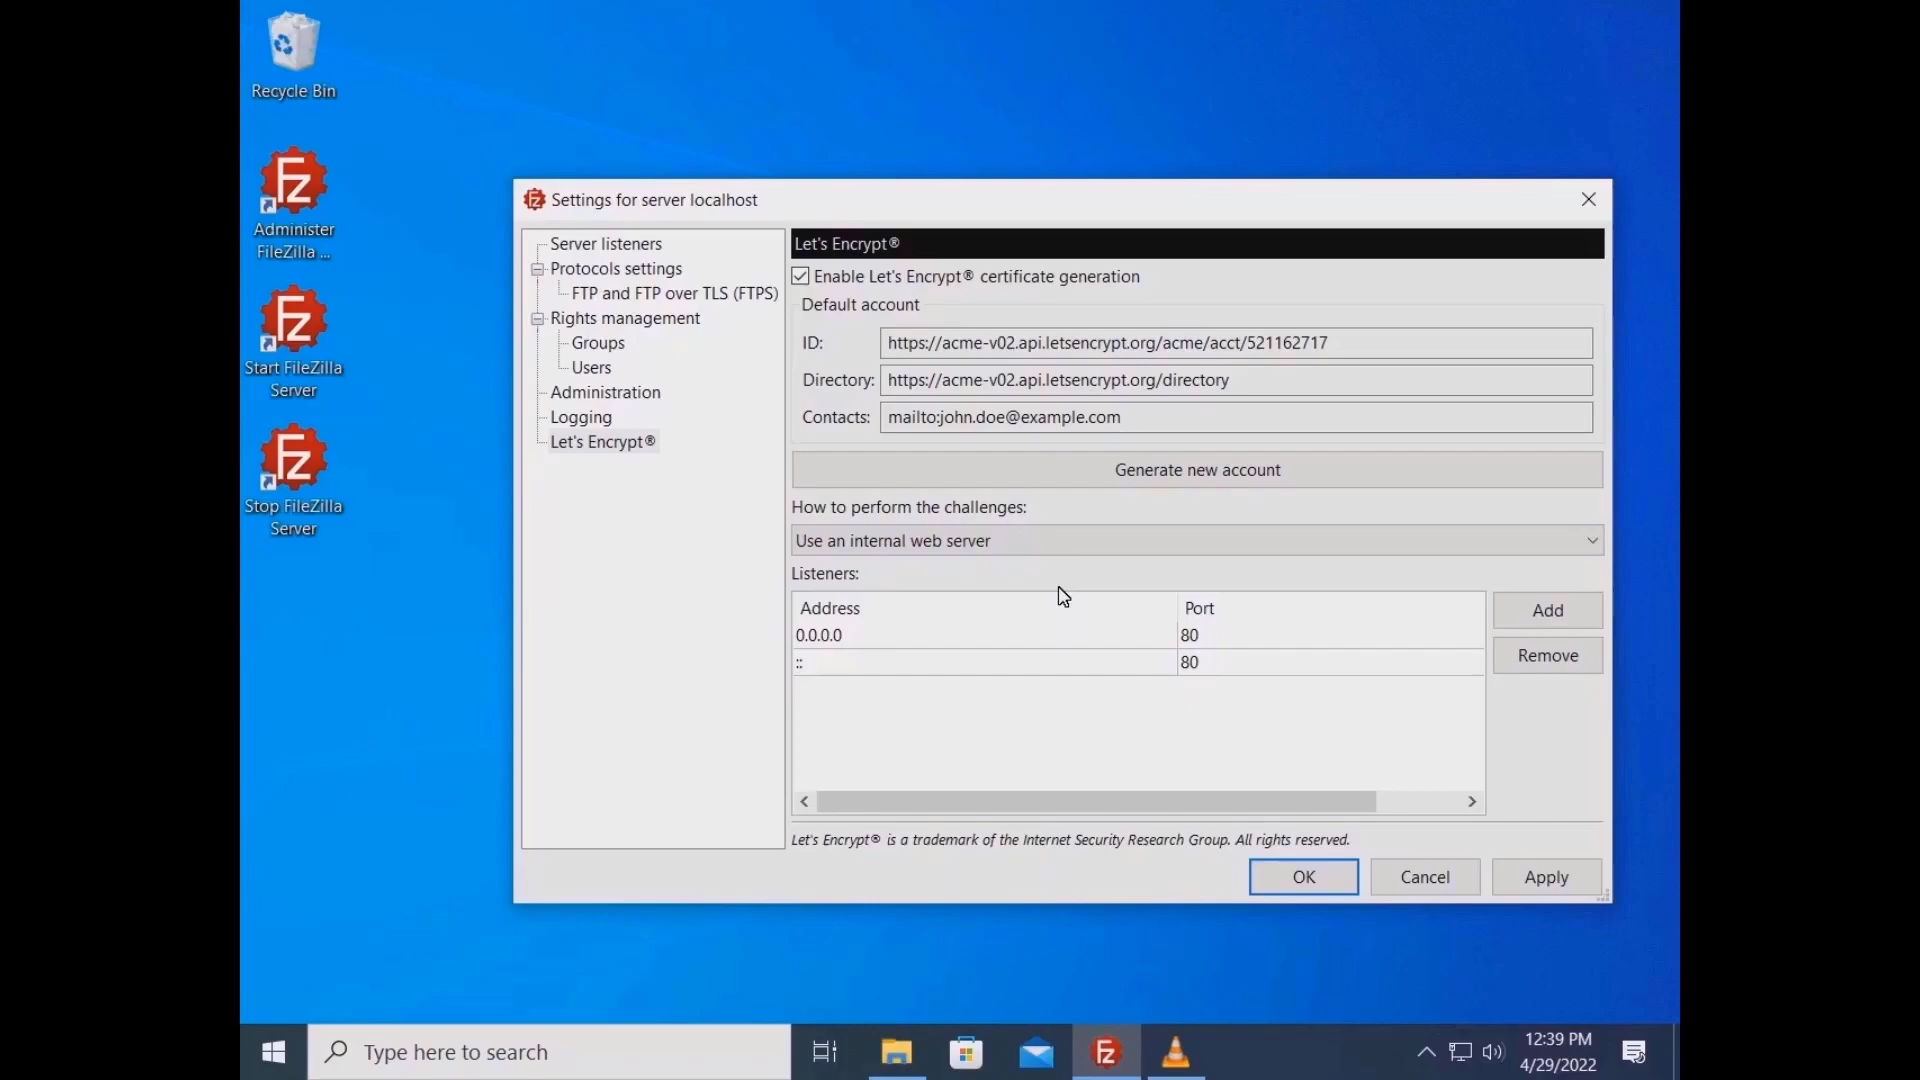 Recycle Bin
Administer
FileZilla ...
Start FileZilla
Server
Stop FileZilla
Server
Settings for server localhost
Server listeners
Protocols settings
FTP and FTP over TLS (FTPS)
Rights management
Groups
Users
Administration
Logging
Let's Encrypt®
Let's Encrypt®
Enable Let's Encrypt® certificate generation
Default account
ID: https://acme-v02.api.letsencrypt.org/acme/acct/521162717
Directory: https://acme-v02.api.letsencrypt.org/directory
Contacts: mailto:john.doe@example.com
Generate new account
How to perform the challenges:
Use an internal web server
Listeners:
Address Port
0.0.0.0 80
:: 80
Add
Remove
Let's Encrypt® is a trademark of the Internet Security Research Group. All rights reserved.
OK Cancel Apply
Type here to search
12:39 PM
4/29/2022